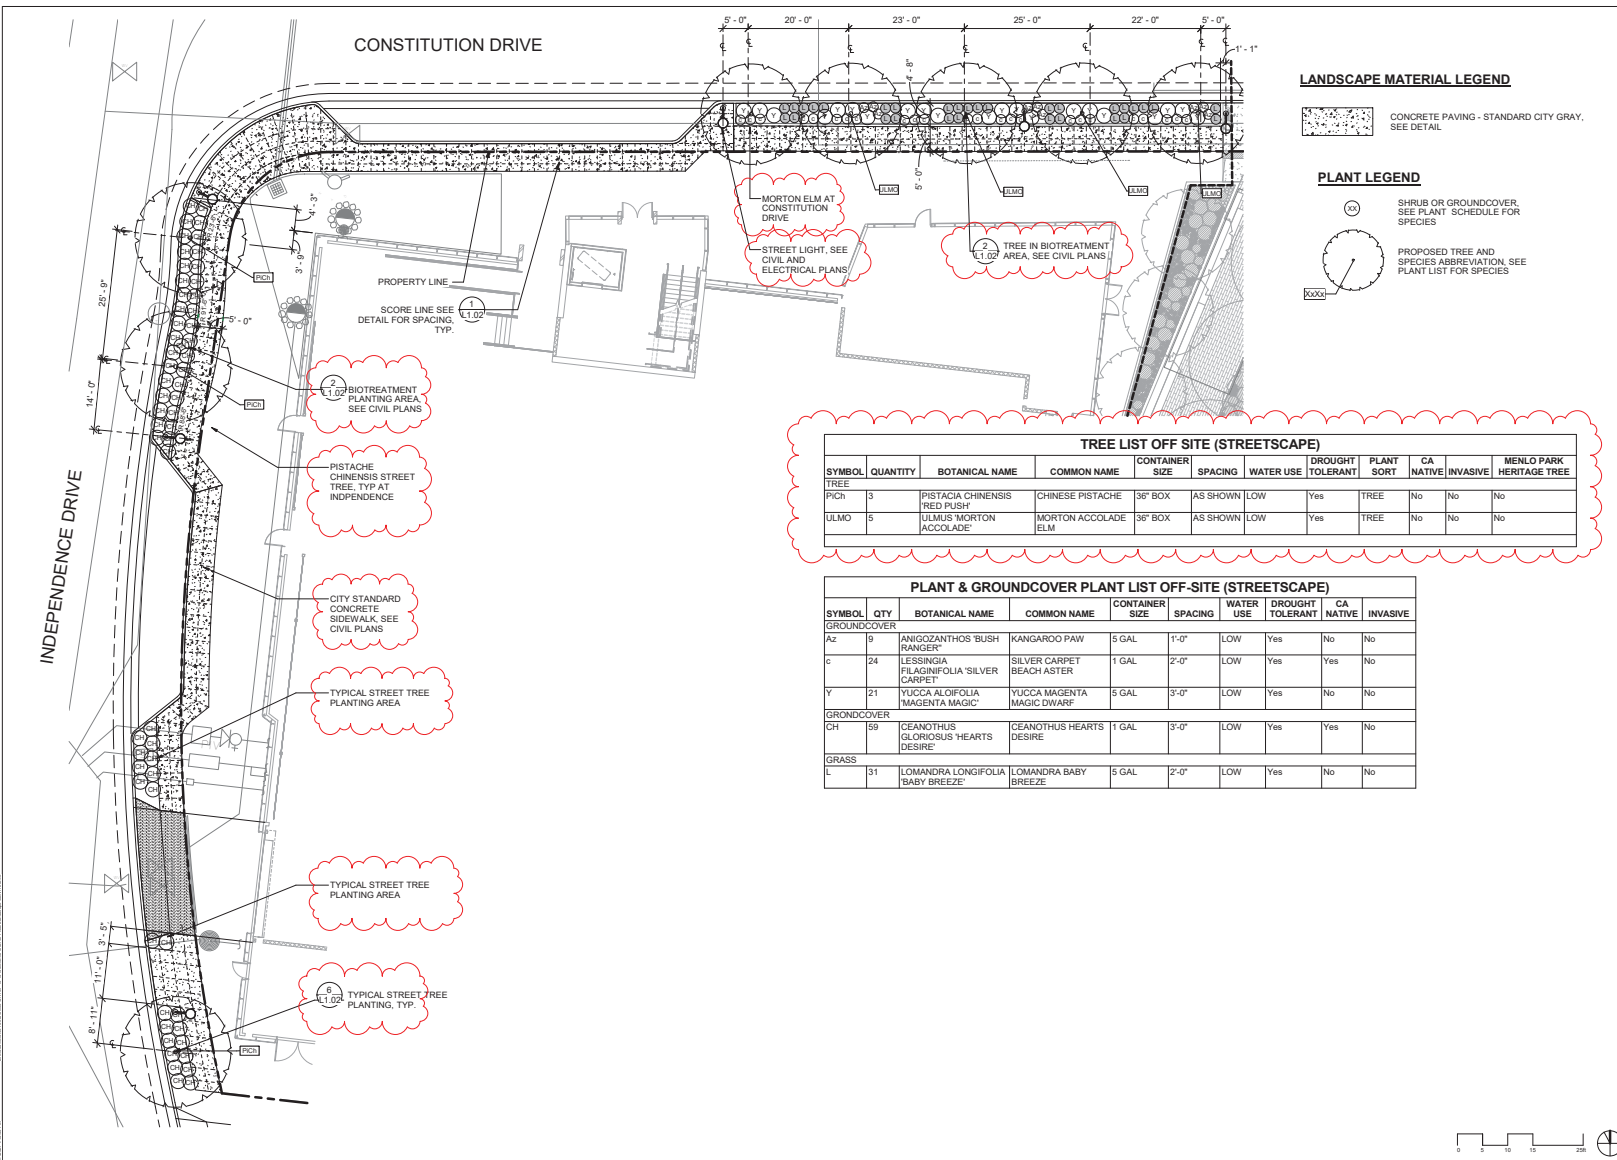 CONSTITUTION DRIVE
5' - 0"
20' - 0"
23' - 0"
25' - 0"
22' - 0"
5' - 0"
1' - 1"
4' - 8"
5' - 0"
ULMO
ULMO
ULMO
ULMO
LANDSCAPE MATERIAL LEGEND
CONCRETE PAVING - STANDARD CITY GRAY,
SEE DETAIL
PLANT LEGEND
XX
SHRUB OR GROUNDCOVER,
SEE PLANT SCHEDULE FOR
SPECIES
PROPOSED TREE AND
SPECIES ABBREVIATION, SEE
PLANT LIST FOR SPECIES
XxXx
MORTON ELM AT
CONSTITUTION
DRIVE
STREET LIGHT, SEE
CIVIL AND
ELECTRICAL PLANS
2
L1.02
TREE IN BIOTREATMENT
AREA, SEE CIVIL PLANS
PROPERTY LINE
SCORE LINE SEE
DETAIL FOR SPACING,
TYP.
1
L1.02
4' - 3"
3' - 9"
PiCh
25' - 9"
5' - 0"
14' - 0"
PiCh
2
L1.02
BIOTREATMENT
PLANTING AREA,
SEE CIVIL PLANS
PISTACHE
CHINENSIS STREET
TREE, TYP AT
INDPENDENCE
INDEPENDENCE DRIVE
CITY STANDARD
CONCRETE
SIDEWALK, SEE
CIVIL PLANS
TYPICAL STREET TREE
PLANTING AREA
TYPICAL STREET TREE
PLANTING AREA
3' - 5"
11' - 0"
8' - 11"
6
L1.02
TYPICAL STREET TREE
PLANTING, TYP.
PiCh
TREE LIST OFF SITE (STREETSCAPE)
SYMBOL QUANTITY BOTANICAL NAME COMMON NAME CONTAINER SIZE SPACING WATER USE DROUGHT TOLERANT PLANT SORT CA NATIVE INVASIVE MENLO PARK HERITAGE TREE
TREE
PiCh 3 PISTACIA CHINENSIS 'RED PUSH' CHINESE PISTACHE 36" BOX AS SHOWN LOW Yes TREE No No No
ULMO 5 ULMUS 'MORTON ACCOLADE' MORTON ACCOLADE ELM 36" BOX AS SHOWN LOW Yes TREE No No No
PLANT & GROUNDCOVER PLANT LIST OFF-SITE (STREETSCAPE)
SYMBOL QTY BOTANICAL NAME COMMON NAME CONTAINER SIZE SPACING WATER USE DROUGHT TOLERANT CA NATIVE INVASIVE
GROUNDCOVER
Az 9 ANIGOZANTHOS 'BUSH RANGER" KANGAROO PAW 5 GAL 1'-0" LOW Yes No No
c 24 LESSINGIA FILAGINIFOLIA 'SILVER CARPET' SILVER CARPET BEACH ASTER 1 GAL 2'-0" LOW Yes Yes No
Y 21 YUCCA ALOIFOLIA 'MAGENTA MAGIC' YUCCA MAGENTA MAGIC DWARF 5 GAL 3'-0" LOW Yes No No
GRONDCOVER
CH 59 CEANOTHUS GLORIOSUS 'HEARTS DESIRE' CEANOTHUS HEARTS DESIRE 1 GAL 3'-0" LOW Yes Yes No
GRASS
L 31 LOMANDRA LONGIFOLIA 'BABY BREEZE' LOMANDRA BABY BREEZE 5 GAL 2'-0" LOW Yes No No
0 5 10 15 25ft